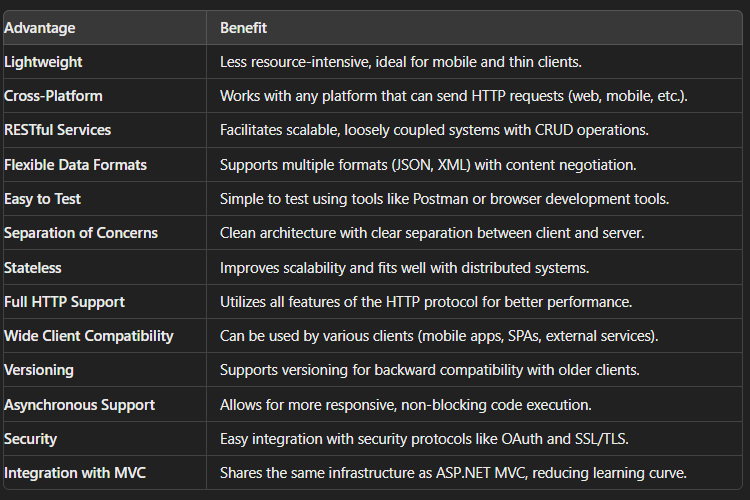 Advantage Benefit
Lightweight Less resource-intensive, ideal for mobile and thin clients.
Cross-Platform Works with any platform that can send HTTP requests (web, mobile, etc.).
RESTful Services Facilitates scalable, loosely coupled systems with CRUD operations.
Flexible Data Formats Supports multiple formats (JSON, XML) with content negotiation.
Easy to Test Simple to test using tools like Postman or browser development tools.
Separation of Concerns Clean architecture with clear separation between client and server.
Stateless Improves scalability and fits well with distributed systems.
Full HTTP Support Utilizes all features of the HTTP protocol for better performance.
Wide Client Compatibility Can be used by various clients (mobile apps, SPAs, external services).
Versioning Supports versioning for backward compatibility with older clients.
Asynchronous Support Allows for more responsive, non-blocking code execution.
Security Easy integration with security protocols like OAuth and SSL/TLS.
Integration with MVC Shares the same infrastructure as ASP.NET MVC, reducing learning curve.